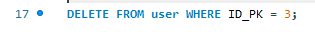 17 DELETE FROM user WHERE ID_PK = 3;